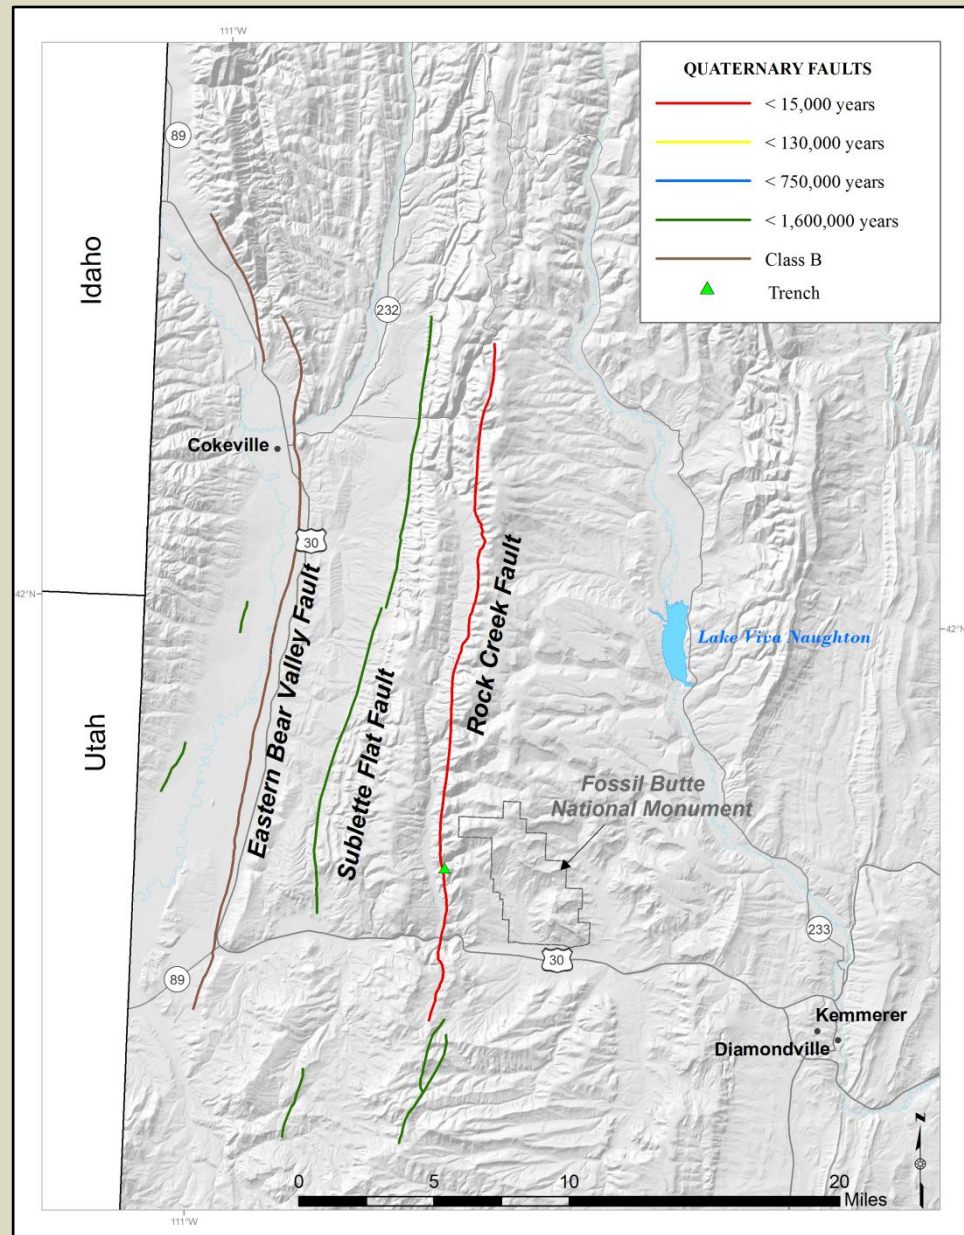 111°W
QUATERNARY FAULTS
< 15,000 years
< 130,000 years
< 750,000 years
< 1,600,000 years
Class B
Trench
89
Idaho
232
Cokeville
30
42°N
42°N
Lake Viva Naughton
Rock Creek Fault
Eastern Bear Valley Fault
Sublette Flat Fault
Utah
Fossil Butte
National Monument
233
30
89
Kemmerer
Diamondville
z
0
5
10
20
Miles
111°W